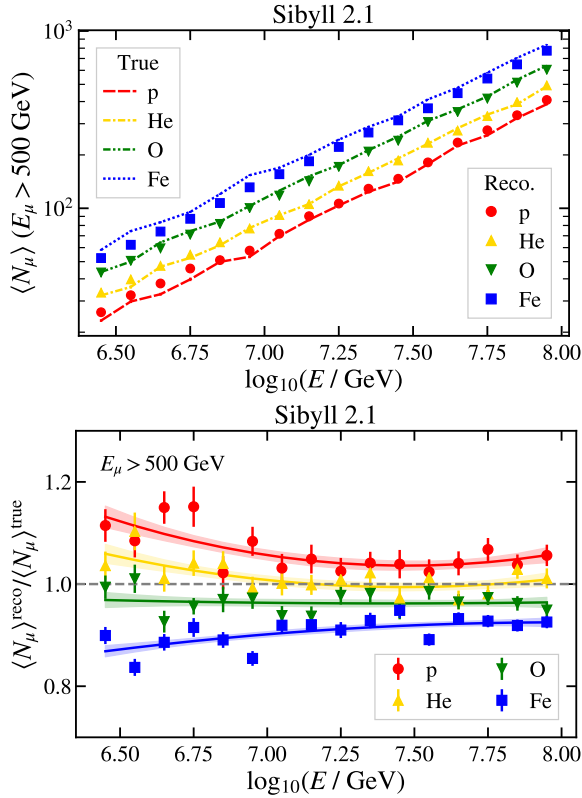 Sibyll 2.1
10³
10²
⟨N_μ⟩ (E_μ > 500 GeV)
True
p
He
O
Fe
Reco.
p
He
O
Fe
6.50 6.75 7.00 7.25 7.50 7.75 8.00
log₁₀(E / GeV)
Sibyll 2.1
E_μ > 500 GeV
1.2
1.0
0.8
⟨N_μ⟩^reco/⟨N_μ⟩^true
p O
He Fe
6.50 6.75 7.00 7.25 7.50 7.75 8.00
log₁₀(E / GeV)